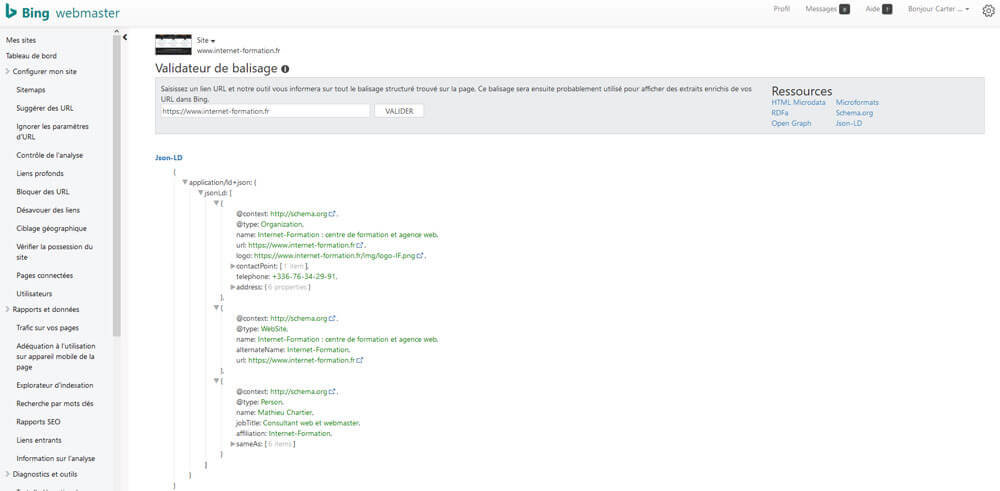 Bing webmaster
Profil Messages 0 Aide ? Bonjour Carter ...
Mes sites
Tableau de bord
Configurer mon site
Sitemaps
Suggérer des URL
Ignorer les paramètres
d'URL
Contrôle de l'analyse
Liens profonds
Bloquer des URL
Désavouer des liens
Ciblage géographique
Vérifier la possession du
site
Pages connectées
Utilisateurs
Rapports et données
Trafic sur vos pages
Adéquation à l'utilisation
sur appareil mobile de la
page
Explorateur d'indexation
Recherche par mots clés
Rapports SEO
Liens entrants
Information sur l'analyse
Diagnostics et outils
Site
www.internet-formation.fr
Validateur de balisage
Saisissez un lien URL et notre outil vous informera sur tout le balisage structuré trouvé sur la page. Ce balisage sera ensuite probablement utilisé pour afficher des extraits enrichis de vos
URL dans Bing.
https://www.internet-formation.fr VALIDER
Ressources
HTML Microdata Microformats
RDFa Schema.org
Open Graph Json-LD
Json-LD
{
application/ld+json: {
jsonLd: [
{
@context: http://schema.org ,
@type: Organization,
name: Internet-Formation : centre de formation et agence web,
url: https://www.internet-formation.fr ,
logo: https://www.internet-formation.fr/img/logo-IF.png ,
contactPoint: [ 1 item ],
telephone: +336-76-34-29-91,
address: { 6 properties }
},
{
@context: http://schema.org ,
@type: WebSite,
name: Internet-Formation : centre de formation et agence web,
alternateName: Internet-Formation,
url: https://www.internet-formation.fr
},
{
@context: http://schema.org ,
@type: Person,
name: Mathieu Chartier,
jobTitle: Consultant web et webmaster,
affiliation: Internet-Formation,
sameAs: [ 6 items ]
}
]
}
}